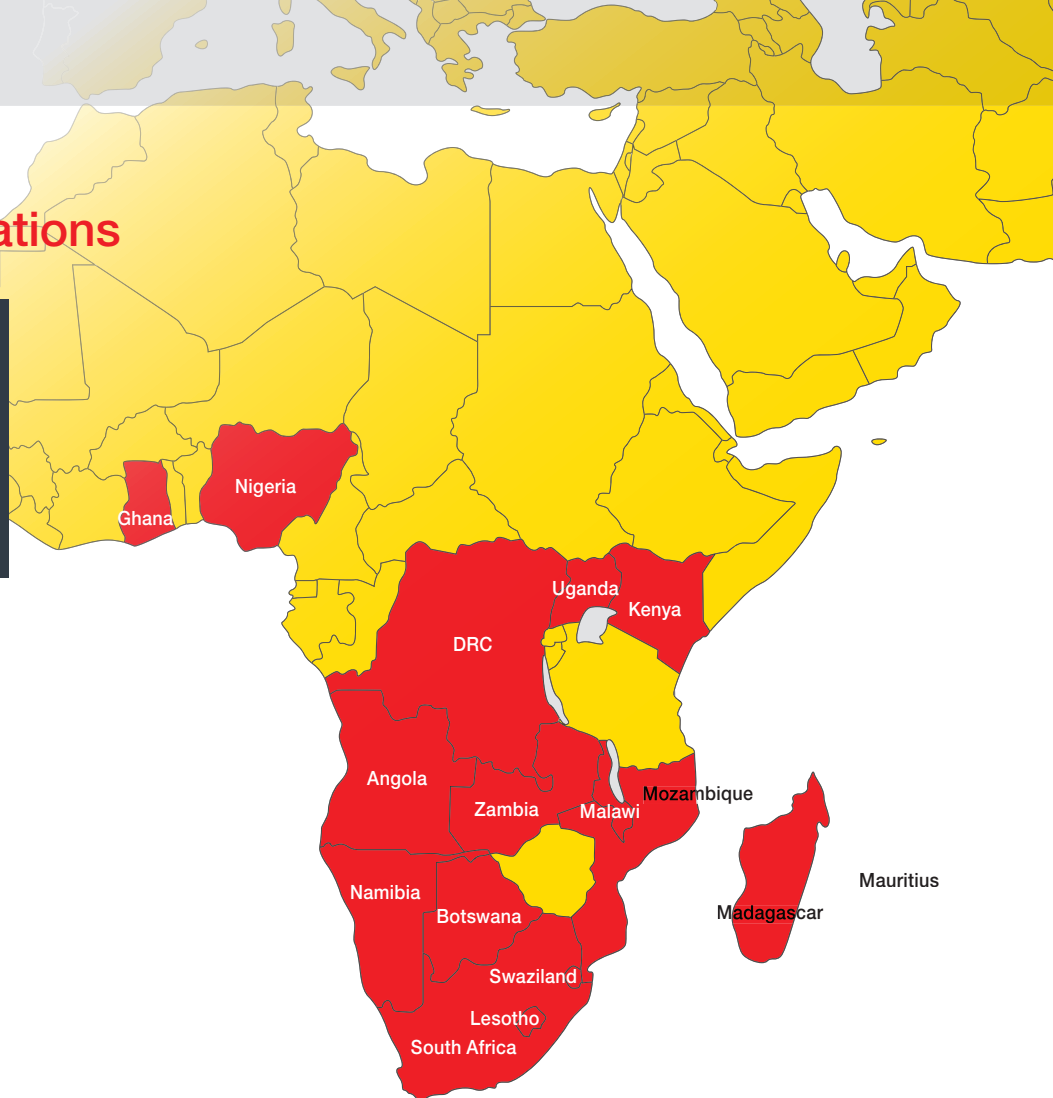 ations
Nigeria
Ghana
Uganda
Kenya
DRC
Angola
Zambia
Malawi
Mozambique
Mauritius
Namibia
Botswana
Madagascar
Swaziland
Lesotho
South Africa